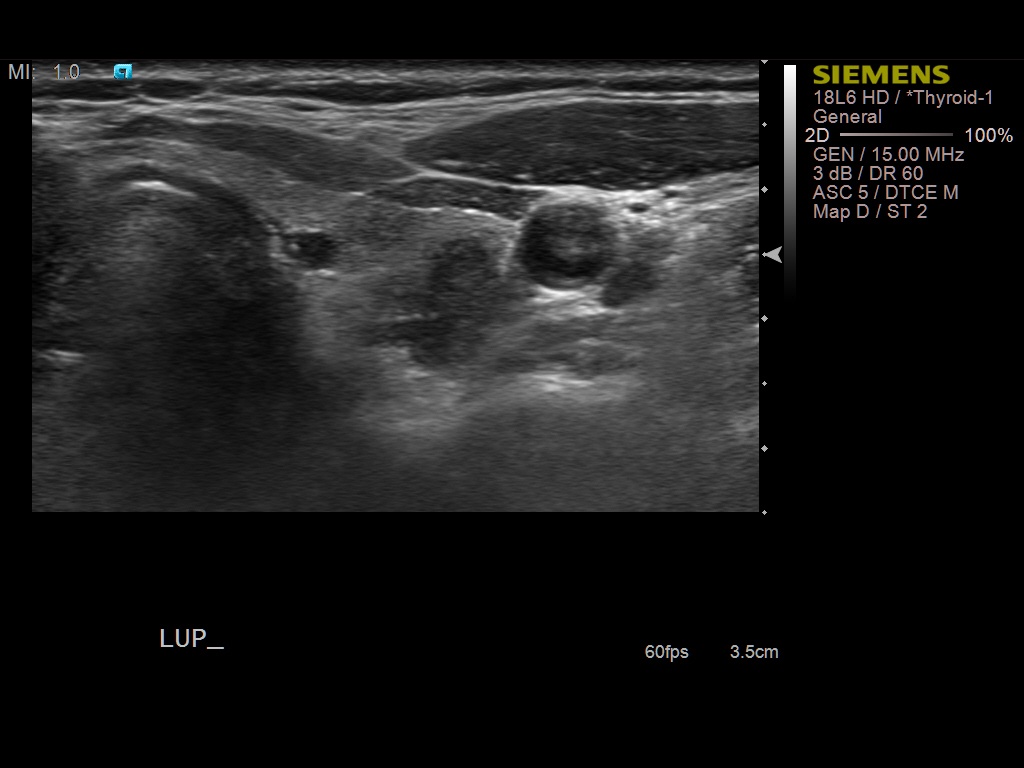 MI: 1.0
SIEMENS
18L6 HD / *Thyroid-1
General
2D 100%
GEN / 15.00 MHz
3 dB / DR 60
ASC 5 / DTCE M
Map D / ST 2
LUP_
60fps 3.5cm